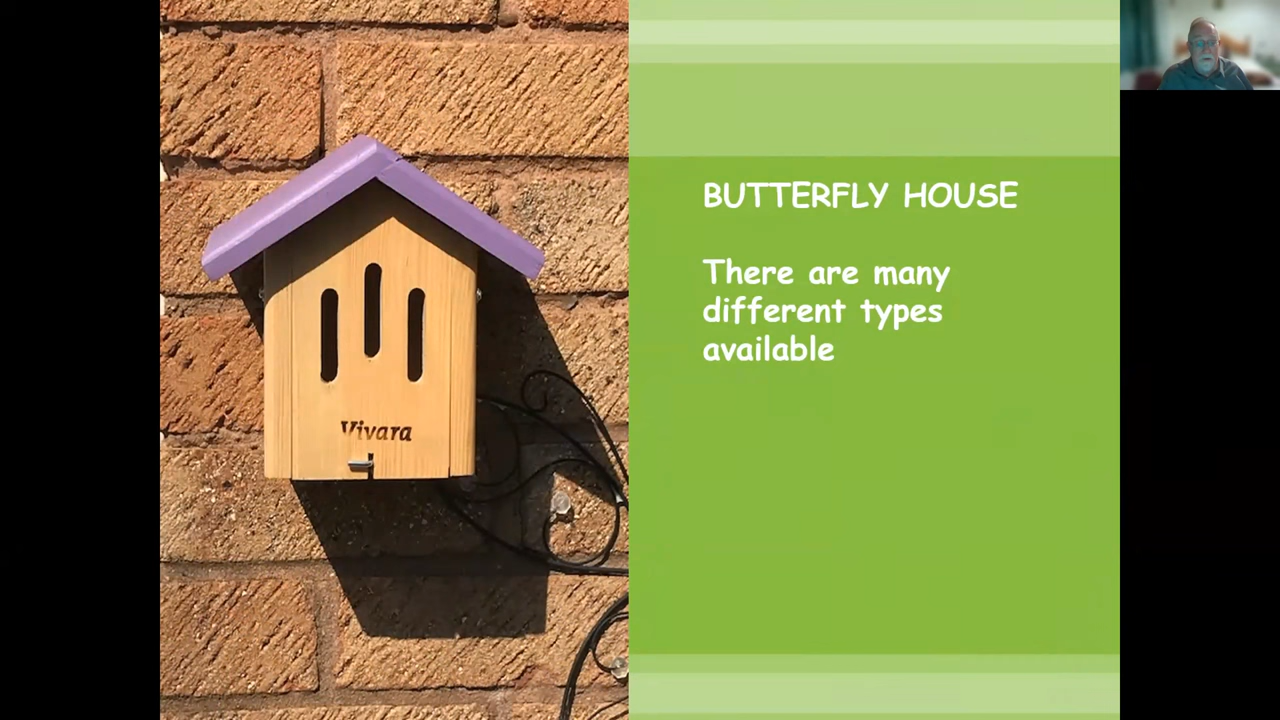 Vivara
BUTTERFLY HOUSE
There are many
different types
available